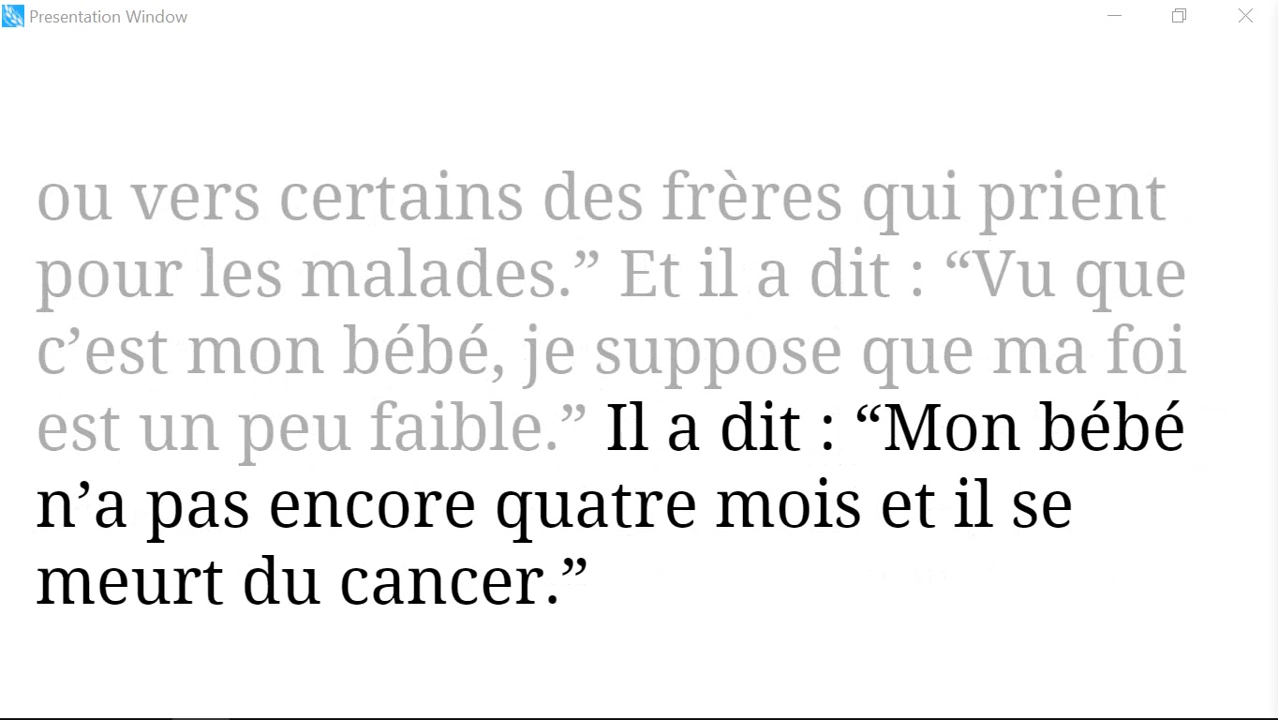 Presentation Window
ou vers certains des frères qui prient
pour les malades.” Et il a dit : “Vu que
c’est mon bébé, je suppose que ma foi
est un peu faible.” Il a dit : “Mon bébé
n’a pas encore quatre mois et il se
meurt du cancer.”